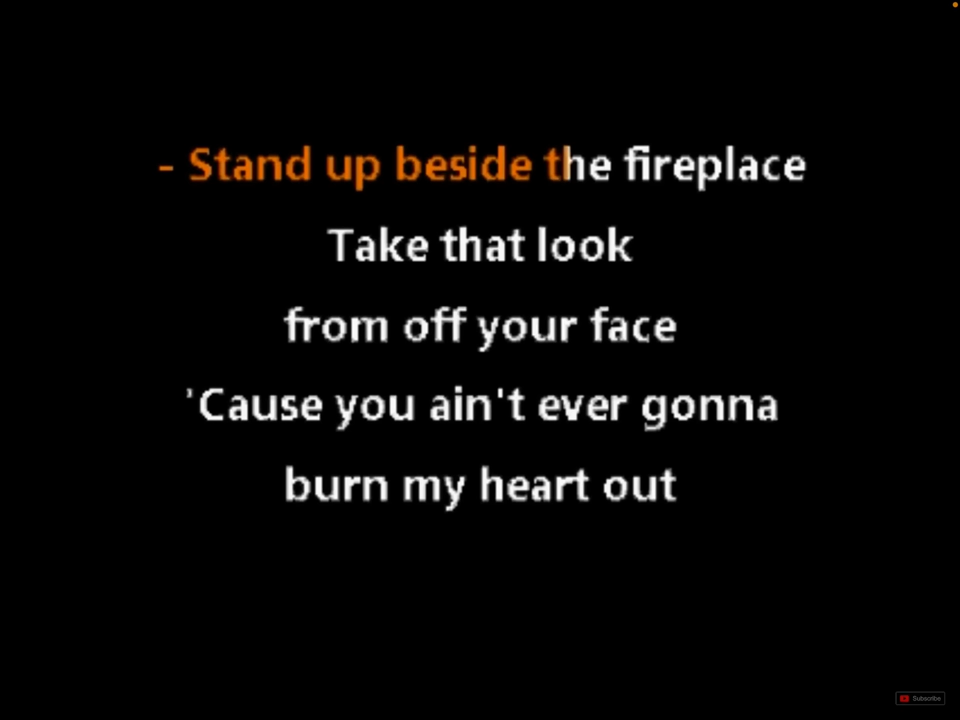 - Stand up beside the fireplace
Take that look
from off your face
'Cause you ain't ever gonna
burn my heart out
Subscribe